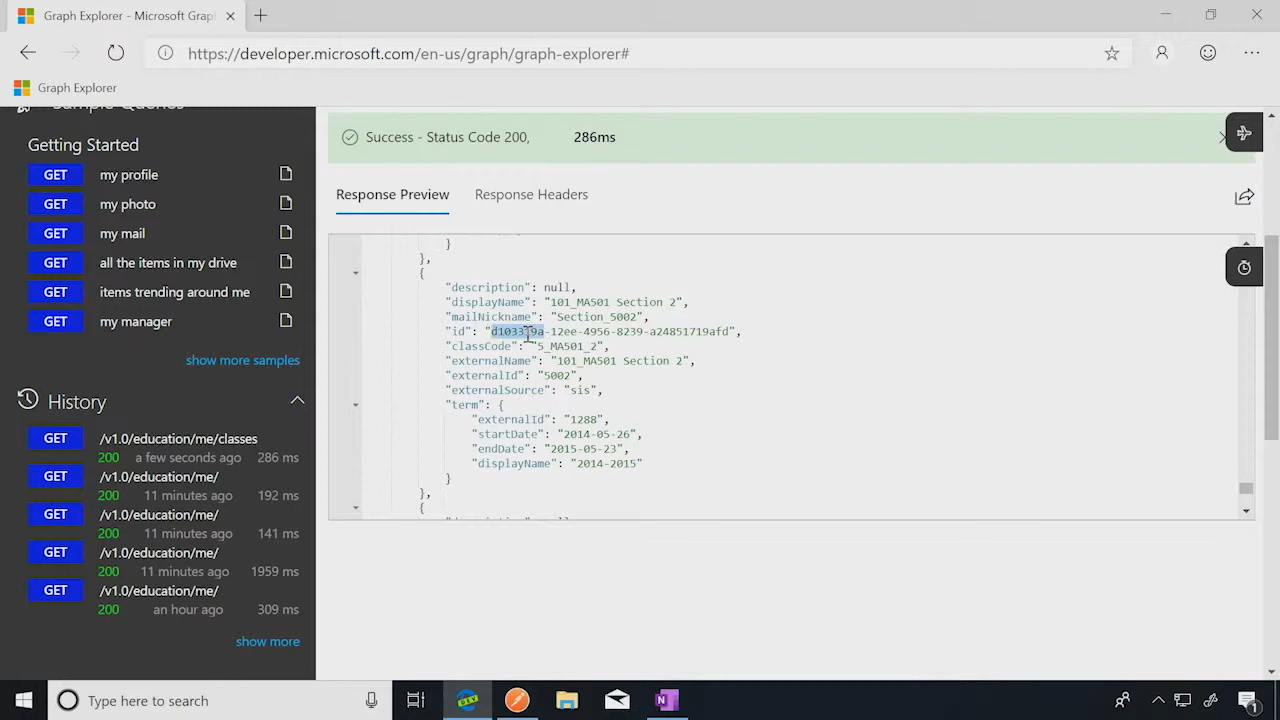 Graph Explorer - Microsoft Grap
https://developer.microsoft.com/en-us/graph/graph-explorer#
Graph Explorer
Sample Queries
Getting Started
GET my profile
GET my photo
GET my mail
GET all the items in my drive
GET items trending around me
GET my manager
show more samples
History
GET /v1.0/education/me/classes
200 a few seconds ago 286 ms
GET /v1.0/education/me/
200 11 minutes ago 192 ms
GET /v1.0/education/me/
200 11 minutes ago 141 ms
GET /v1.0/education/me/
200 11 minutes ago 1959 ms
GET /v1.0/education/me/
200 an hour ago 309 ms
show more
Success - Status Code 200, 286ms
Response Preview Response Headers
}
},
{
"description": null,
"displayName": "101_MA501 Section 2",
"mailNickname": "Section_5002",
"id":
"classCode": "5_MA501_2",
"externalName": "101_MA501 Section 2",
"externalId": "5002",
"externalSource": "sis",
"term": {
"externalId": "1288",
"startDate": "2014-05-26",
"endDate": "2015-05-23",
"displayName": "2014-2015"
}
},
{
Type here to search
DEV
N
1